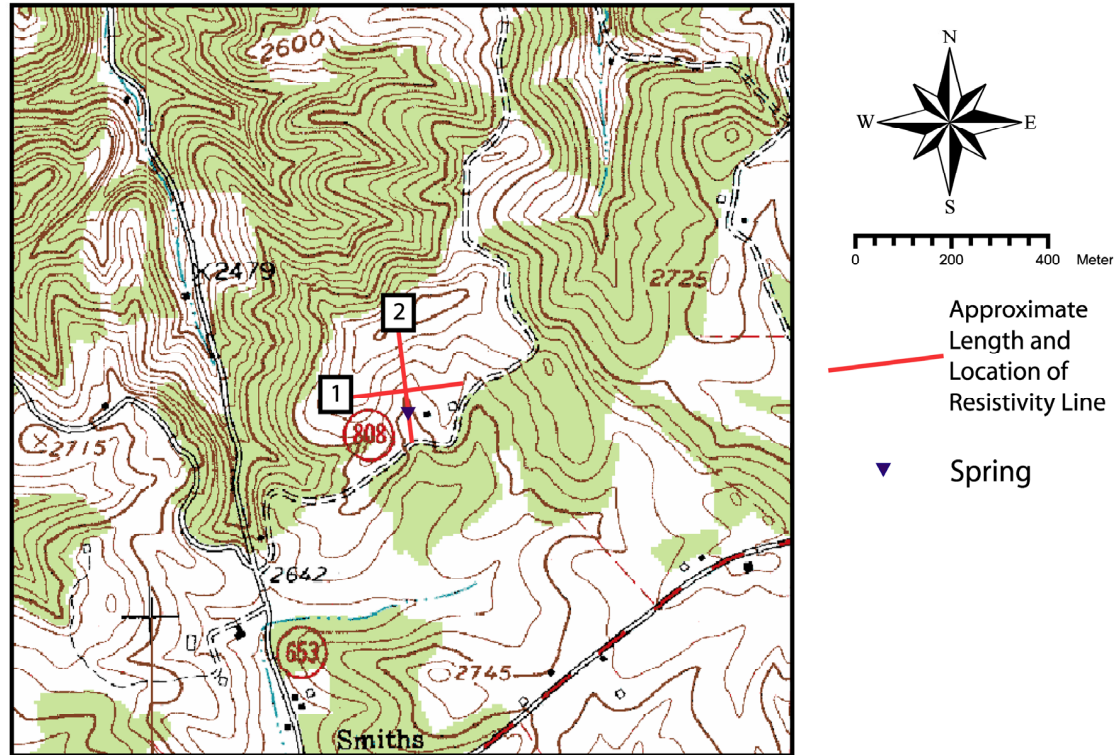 2600
2479
2725
2
1
808
2715
2642
653
2745
Smiths
N
W E
S
0 200 400 Meter
Approximate
Length and
Location of
Resistivity Line
Spring